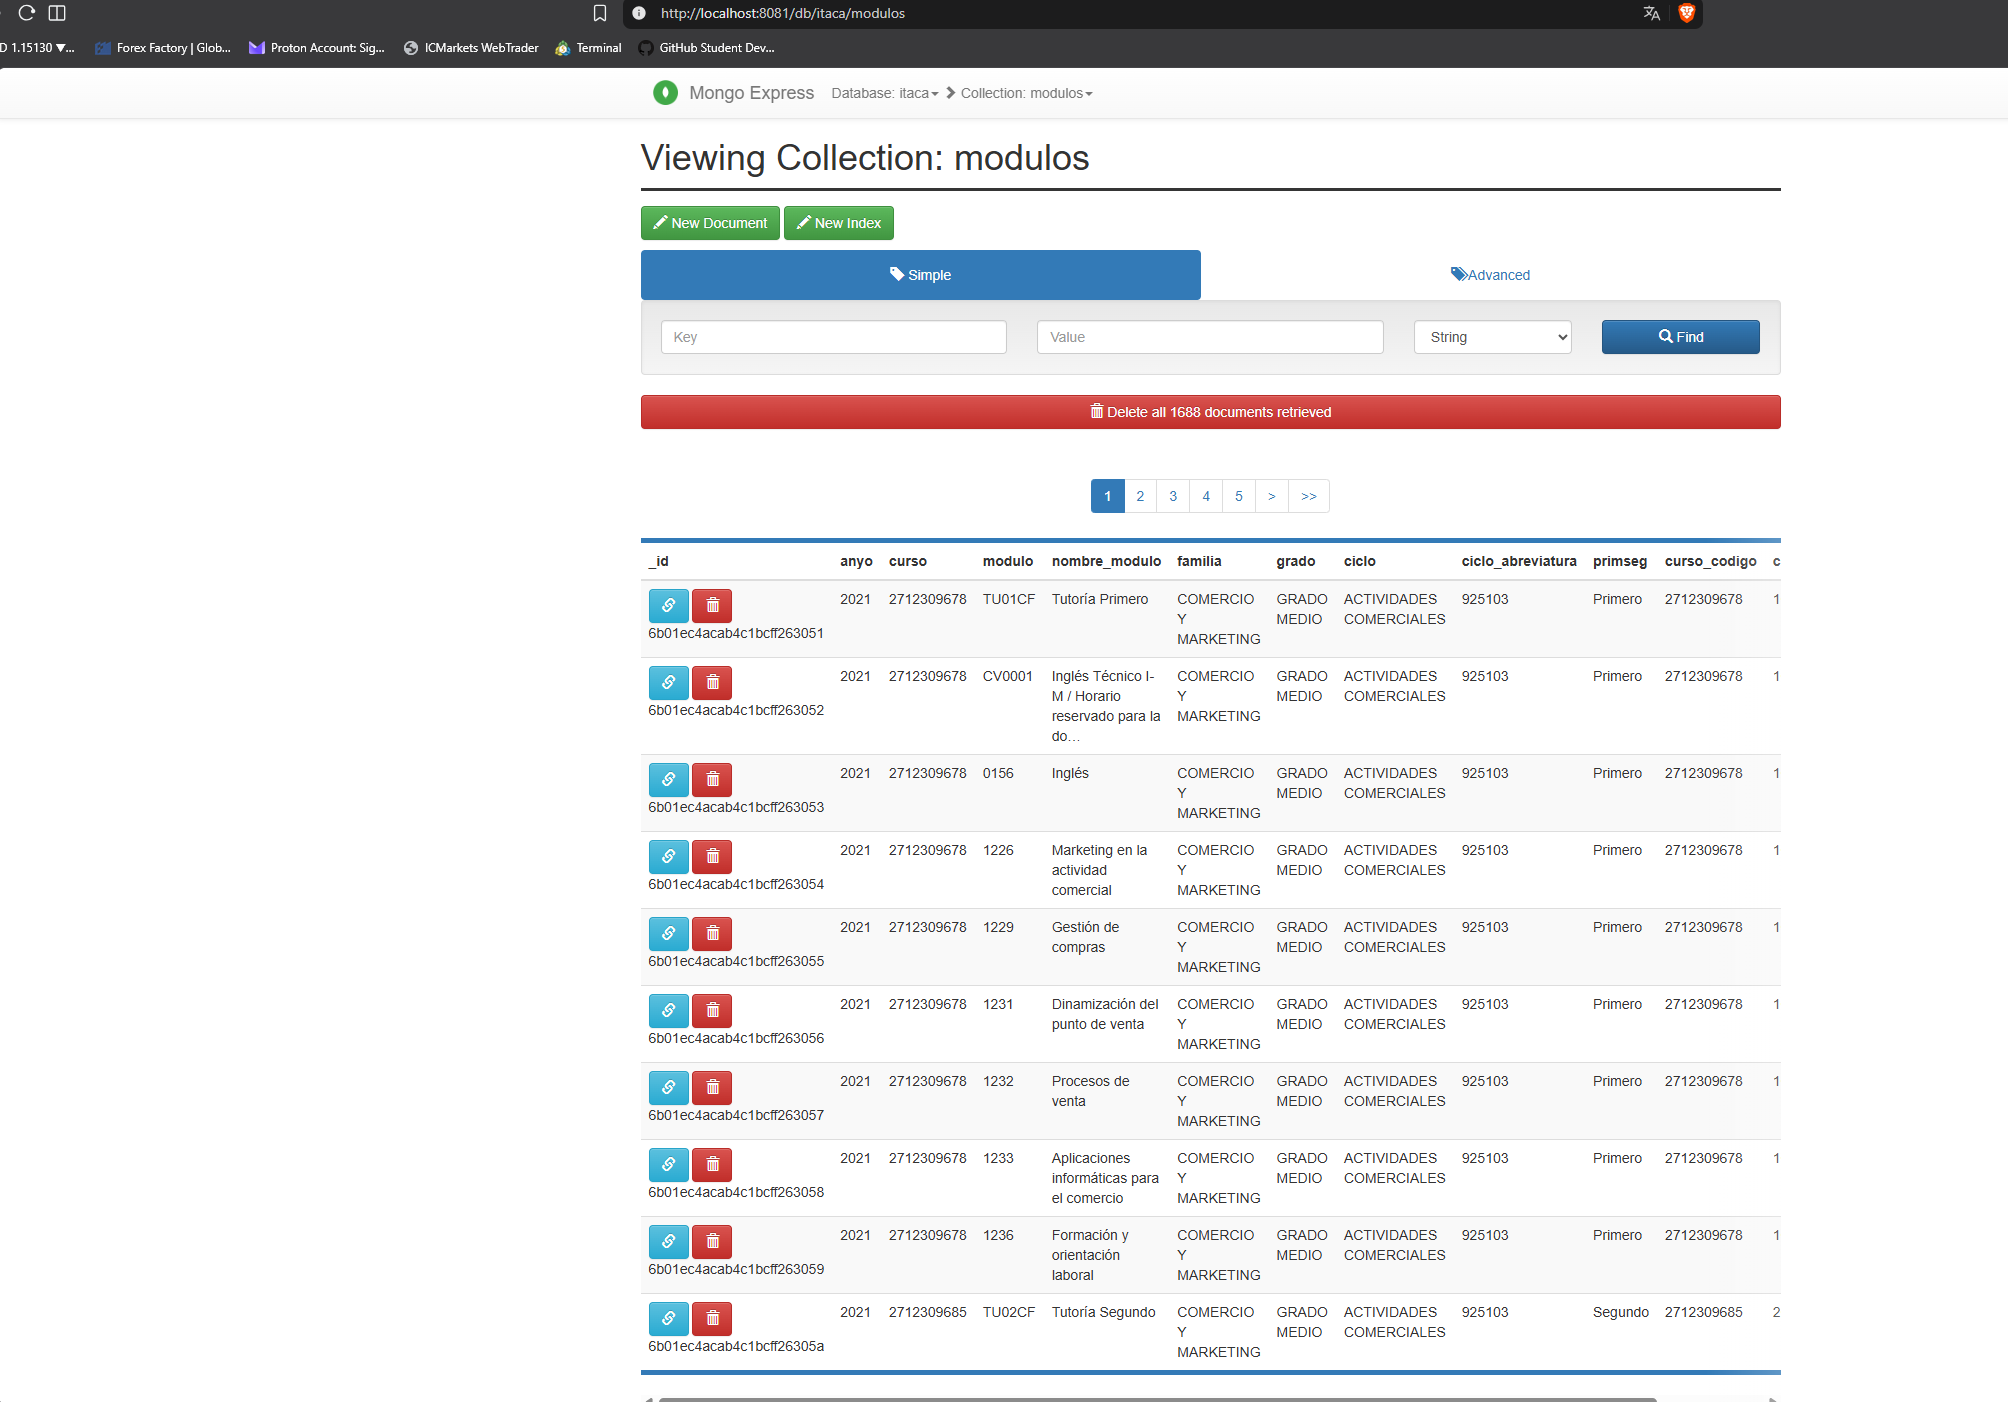 http://localhost:8081/db/itaca/modulos
D 1.15130 ▼... Forex Factory | Glob... Proton Account: Sig... ICMarkets WebTrader Terminal GitHub Student Dev...
Mongo Express Database: itaca Collection: modulos
Viewing Collection: modulos
New Document New Index
Simple Advanced
Key Value String Find
Delete all 1688 documents retrieved
1 2 3 4 5 > >>
_id anyo curso modulo nombre_modulo familia grado ciclo ciclo_abreviatura primseg curso_codigo c
2021 2712309678 TU01CF Tutoría Primero COMERCIO GRADO ACTIVIDADES 925103 Primero 2712309678 1
Y MEDIO COMERCIALES
6b01ec4acab4c1bcff263051 MARKETING
2021 2712309678 CV0001 Inglés Técnico I- COMERCIO GRADO ACTIVIDADES 925103 Primero 2712309678 1
M / Horario Y MEDIO COMERCIALES
6b01ec4acab4c1bcff263052 reservado para la MARKETING
do…
2021 2712309678 0156 Inglés COMERCIO GRADO ACTIVIDADES 925103 Primero 2712309678 1
Y MEDIO COMERCIALES
6b01ec4acab4c1bcff263053 MARKETING
2021 2712309678 1226 Marketing en la COMERCIO GRADO ACTIVIDADES 925103 Primero 2712309678 1
actividad Y MEDIO COMERCIALES
6b01ec4acab4c1bcff263054 comercial MARKETING
2021 2712309678 1229 Gestión de COMERCIO GRADO ACTIVIDADES 925103 Primero 2712309678 1
compras Y MEDIO COMERCIALES
6b01ec4acab4c1bcff263055 MARKETING
2021 2712309678 1231 Dinamización del COMERCIO GRADO ACTIVIDADES 925103 Primero 2712309678 1
punto de venta Y MEDIO COMERCIALES
6b01ec4acab4c1bcff263056 MARKETING
2021 2712309678 1232 Procesos de COMERCIO GRADO ACTIVIDADES 925103 Primero 2712309678 1
venta Y MEDIO COMERCIALES
6b01ec4acab4c1bcff263057 MARKETING
2021 2712309678 1233 Aplicaciones COMERCIO GRADO ACTIVIDADES 925103 Primero 2712309678 1
informáticas para Y MEDIO COMERCIALES
6b01ec4acab4c1bcff263058 el comercio MARKETING
2021 2712309678 1236 Formación y COMERCIO GRADO ACTIVIDADES 925103 Primero 2712309678 1
orientación Y MEDIO COMERCIALES
6b01ec4acab4c1bcff263059 laboral MARKETING
2021 2712309685 TU02CF Tutoría Segundo COMERCIO GRADO ACTIVIDADES 925103 Segundo 2712309685 2
Y MEDIO COMERCIALES
6b01ec4acab4c1bcff26305a MARKETING